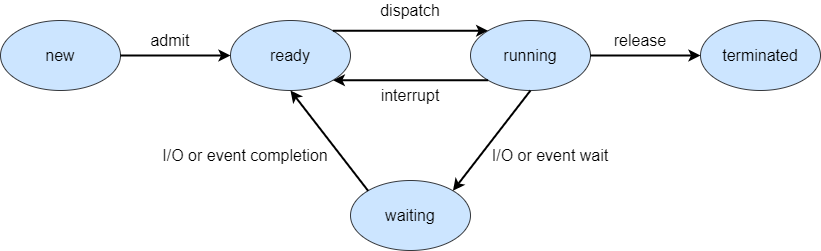 dispatch
admit
release
new
ready
running
terminated
interrupt
I/O or event completion
I/O or event wait
waiting